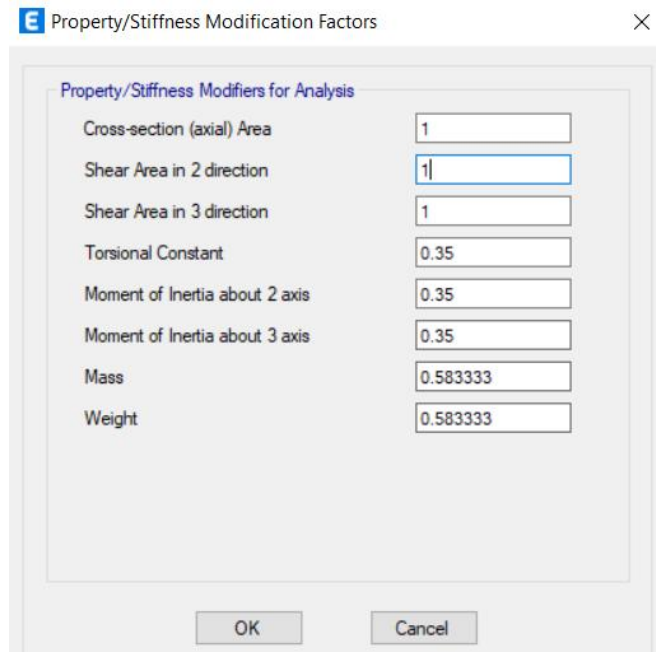 E Property/Stiffness Modification Factors
Property/Stiffness Modifiers for Analysis
Cross-section (axial) Area 1
Shear Area in 2 direction 1
Shear Area in 3 direction 1
Torsional Constant 0.35
Moment of Inertia about 2 axis 0.35
Moment of Inertia about 3 axis 0.35
Mass 0.583333
Weight 0.583333
OK Cancel